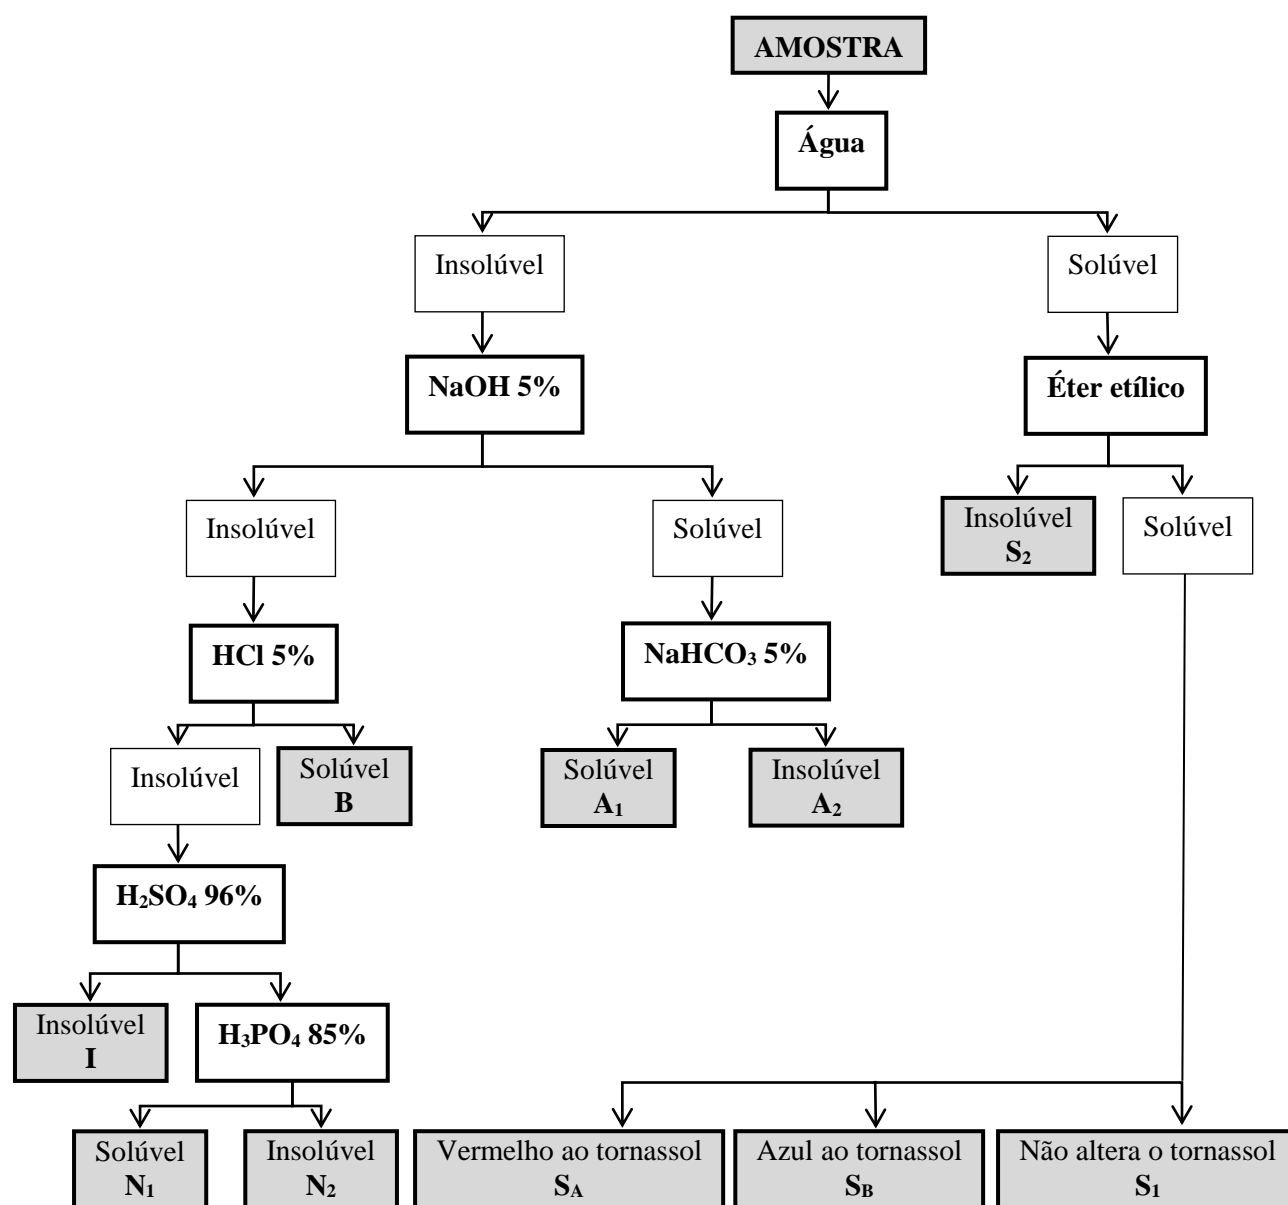 AMOSTRA
Água
Insolúvel
Solúvel
NaOH 5%
Éter etílico
Insolúvel
Solúvel
Insolúvel
S₂
Solúvel
HCl 5%
NaHCO₃ 5%
Insolúvel
Solúvel
B
Solúvel
A₁
Insolúvel
A₂
H₂SO₄ 96%
Insolúvel
I
H₃PO₄ 85%
Solúvel
N₁
Insolúvel
N₂
Vermelho ao tornassol
S_A
Azul ao tornassol
S_B
Não altera o tornassol
S₁